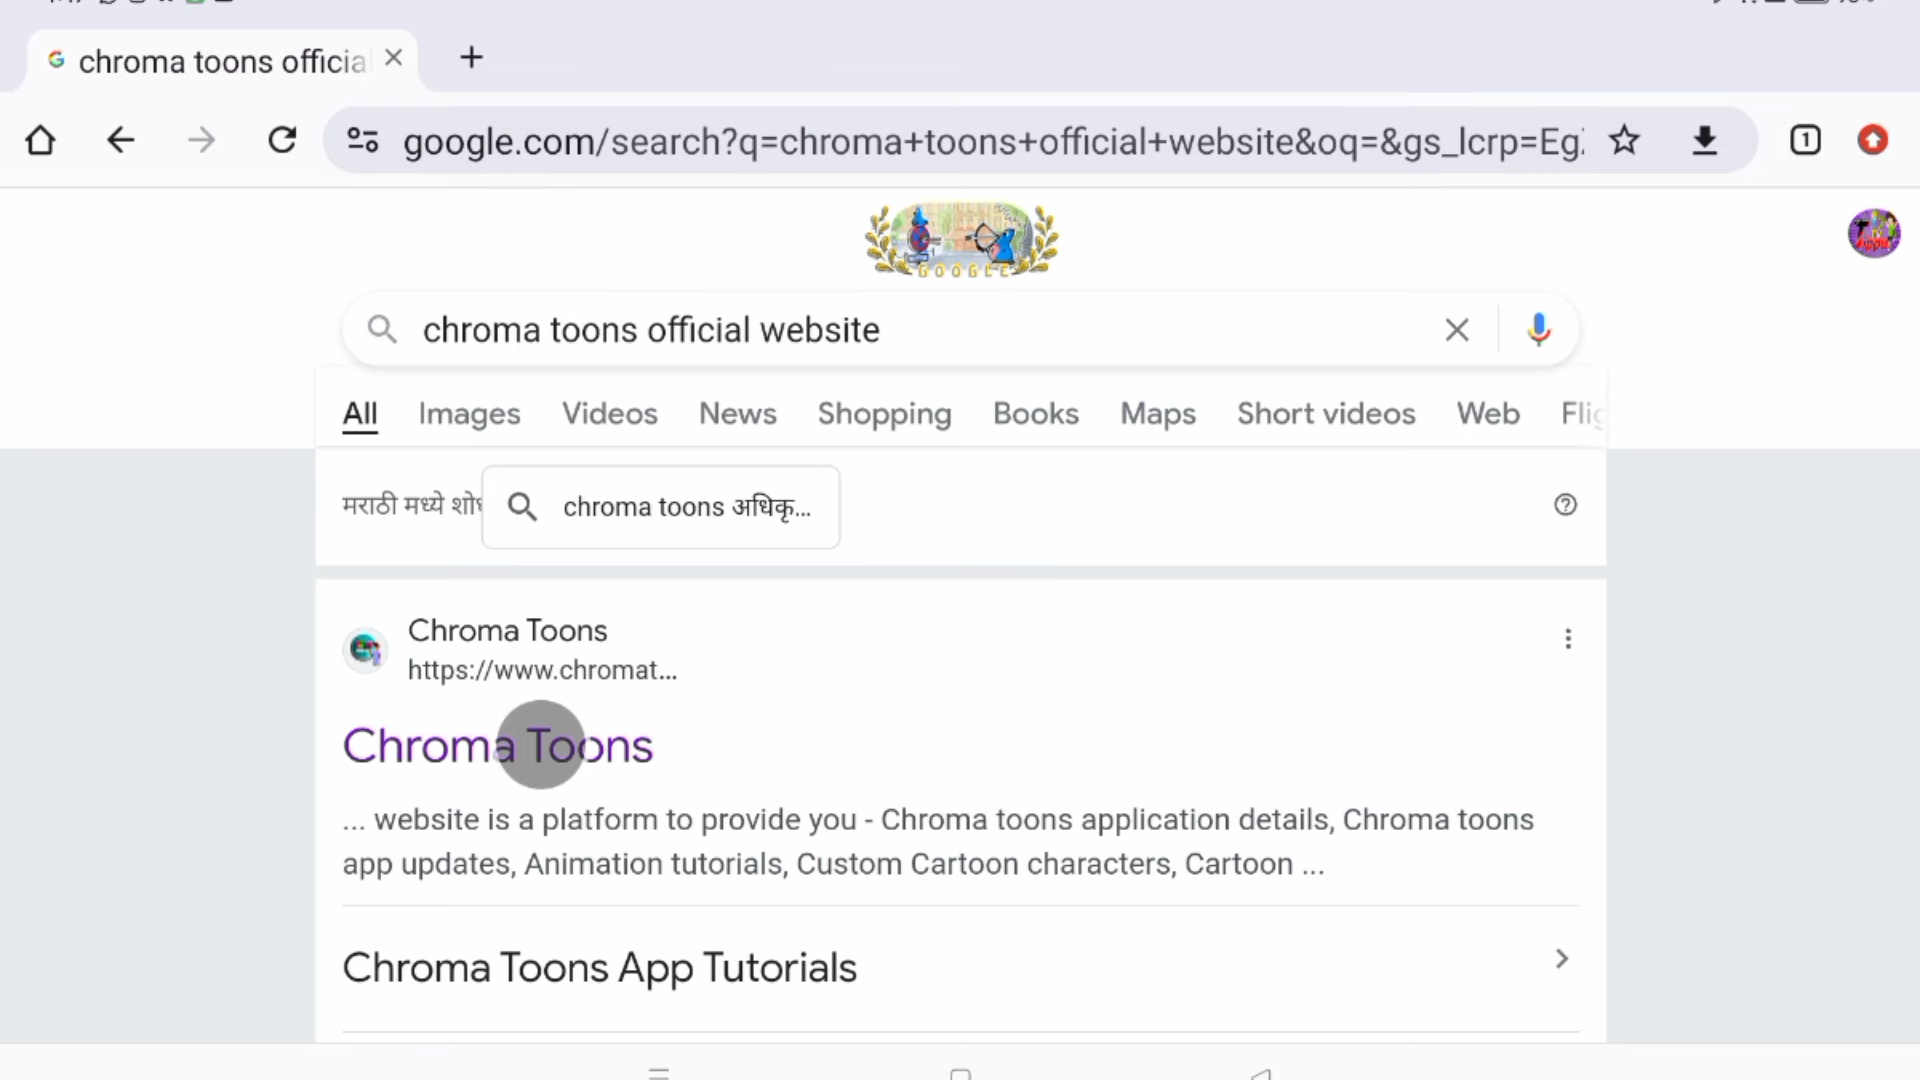 chroma toons officia
google.com/search?q=chroma+toons+official+website&oq=&gs_lcrp=Eg
1
GOOGLE
chroma toons official website
All Images Videos News Shopping Books Maps Short videos Web Flig
मराठी मध्ये शोध chroma toons अधिकृ...
Chroma Toons
https://www.chromat...
Chroma Toons
... website is a platform to provide you - Chroma toons application details, Chroma toons
app updates, Animation tutorials, Custom Cartoon characters, Cartoon ...
Chroma Toons App Tutorials